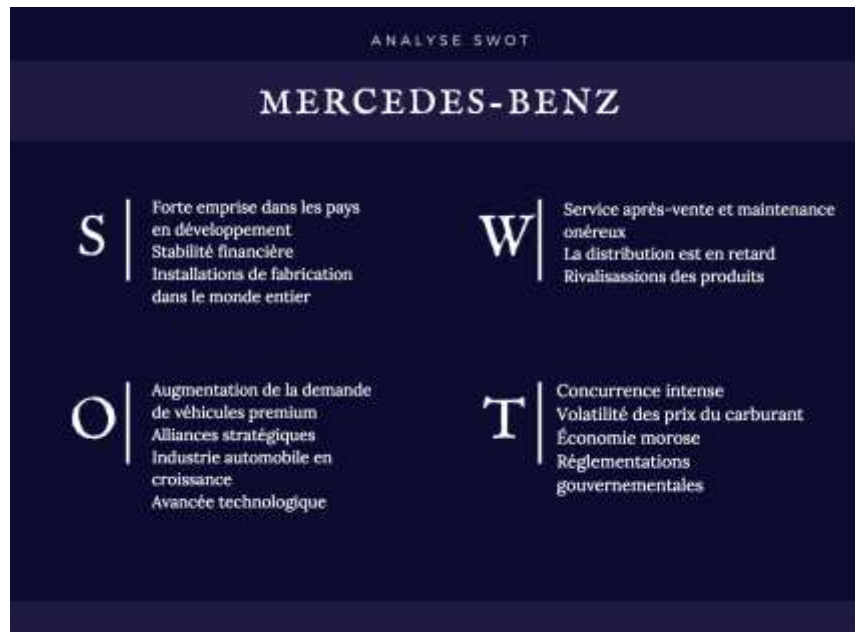 ANALYSE SWOT
MERCEDES-BENZ
S
Forte emprise dans les pays
en développement
Stabilité financière
Installations de fabrication
dans le monde entier
W
Service après-vente et maintenance
onéreux
La distribution est en retard
Rivalisassions des produits
O
Augmentation de la demande
de véhicules premium
Alliances stratégiques
Industrie automobile en
croissance
Avancée technologique
T
Concurrence intense
Volatilité des prix du carburant
Économie morose
Réglementations
gouvernementales